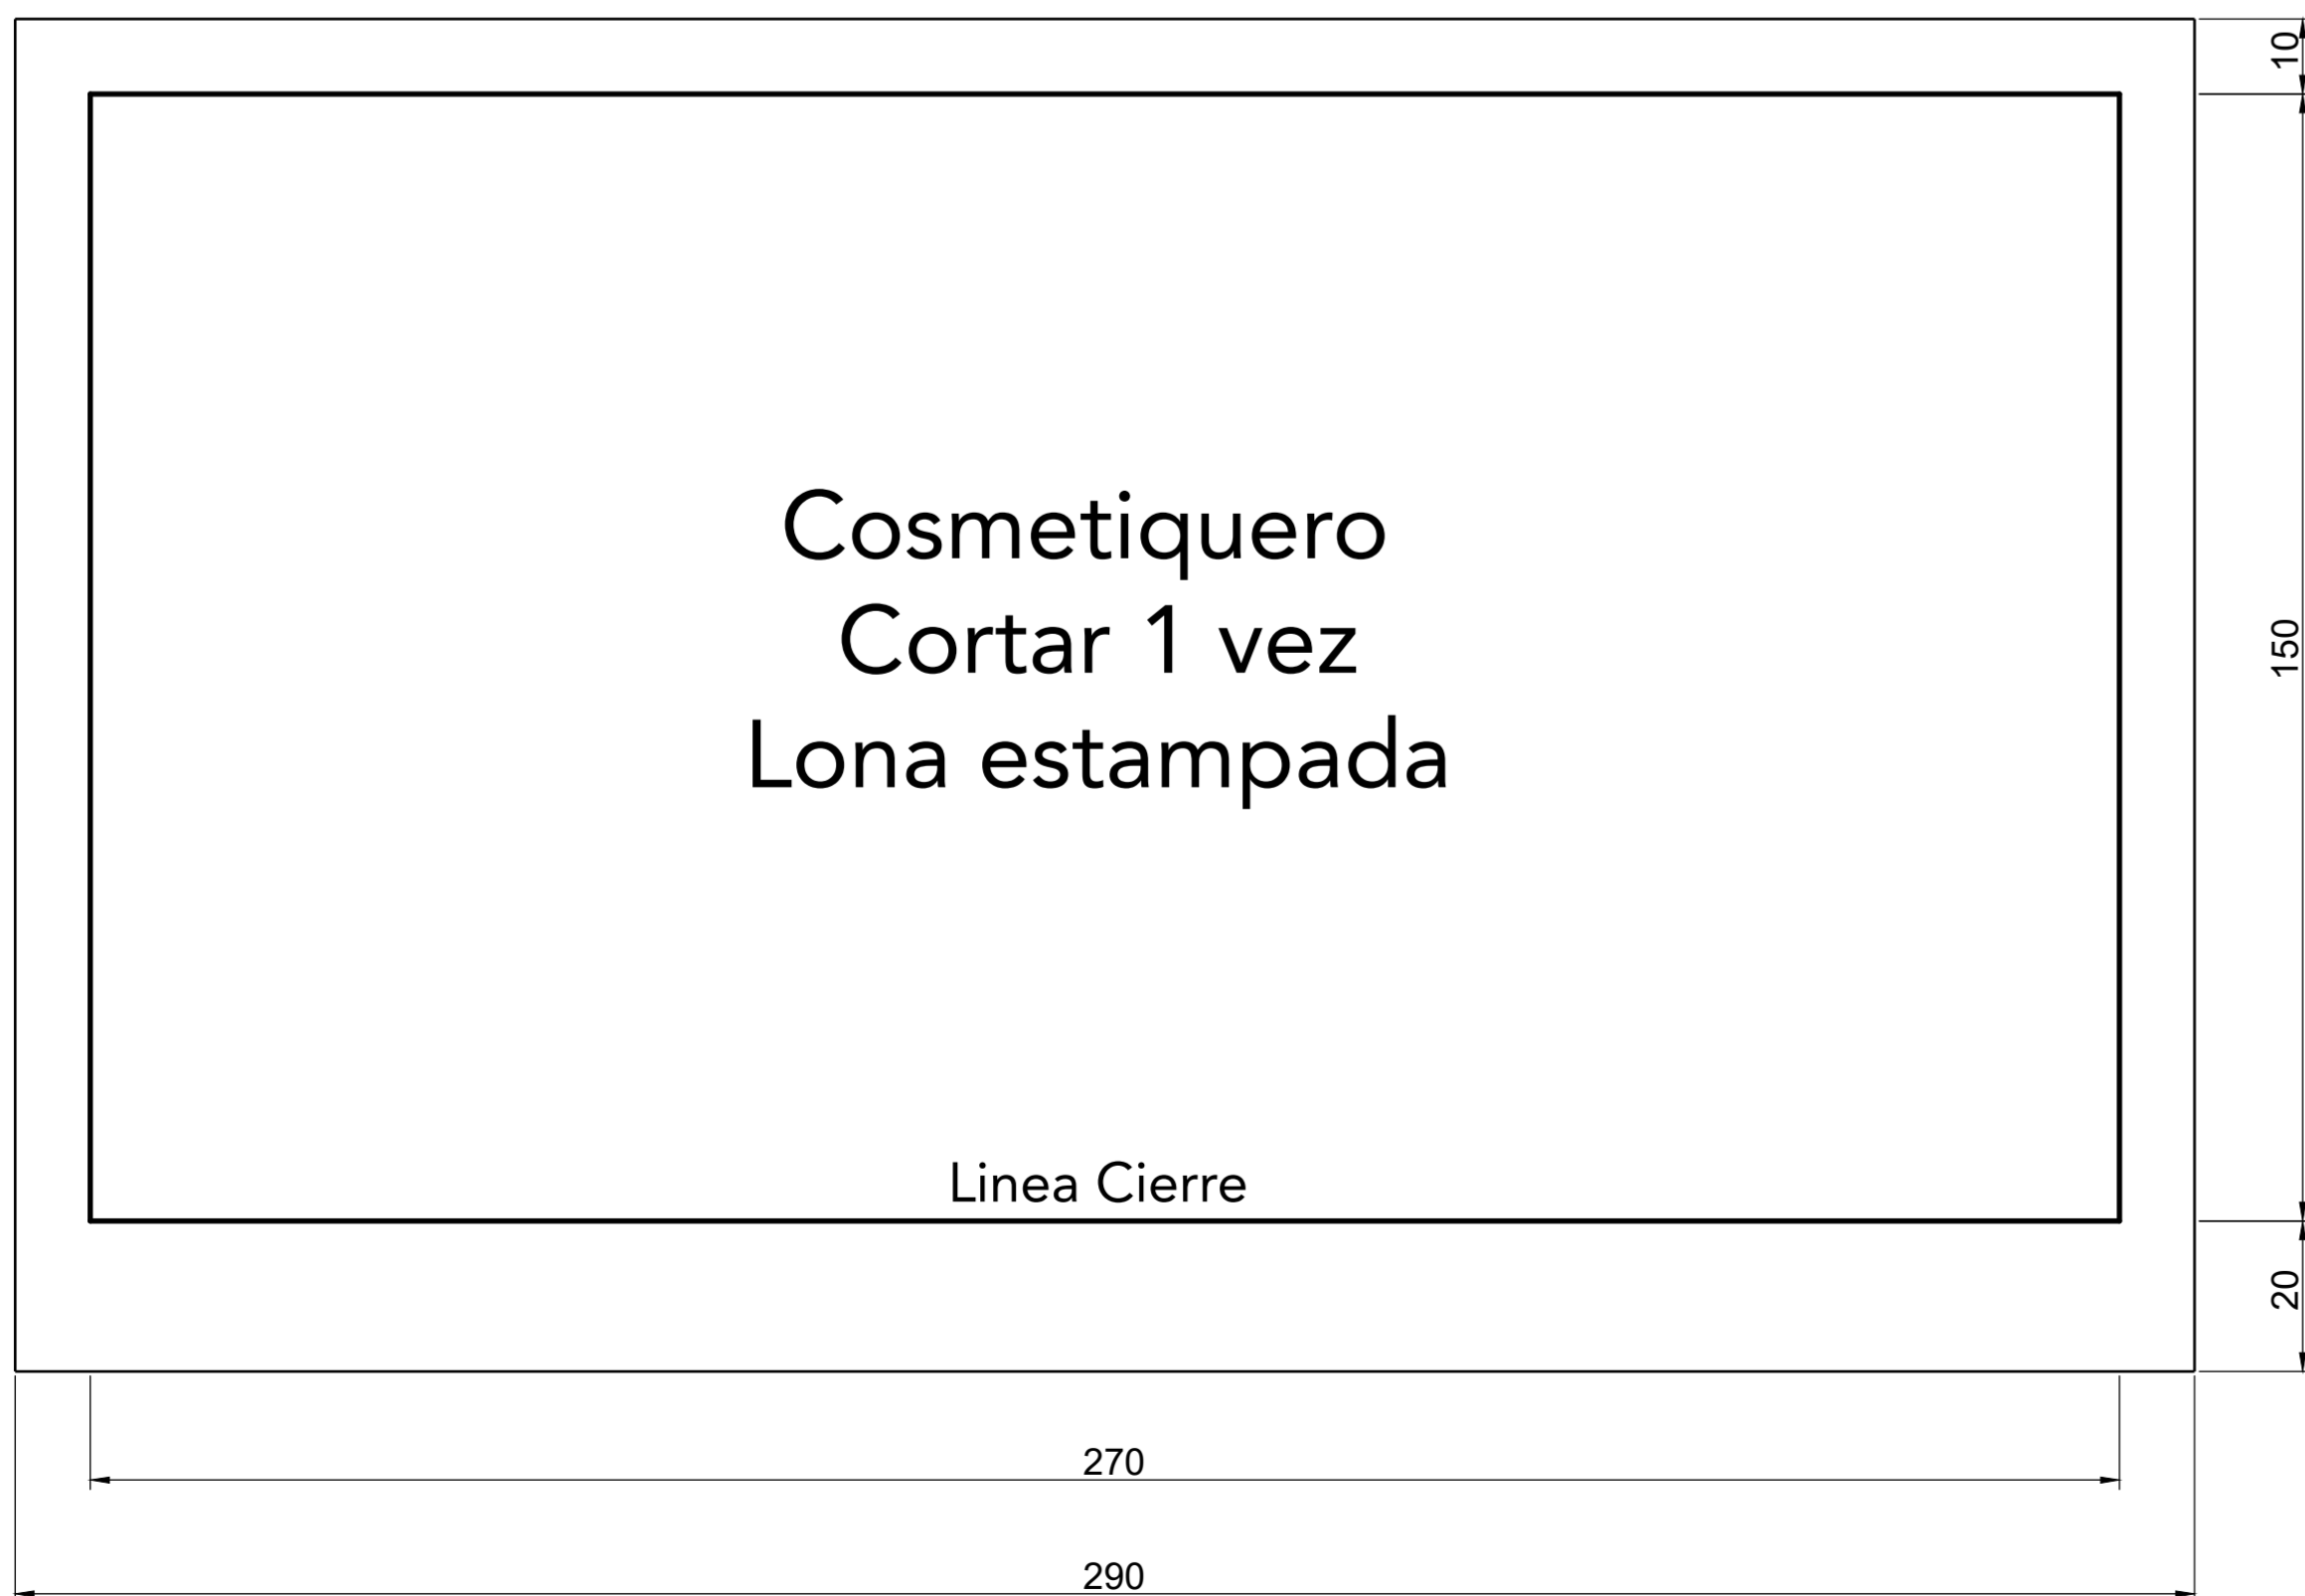 10
Cosmetiquero
Cortar 1 vez
150
Lona estampada
Linea Cierre
20
270
290